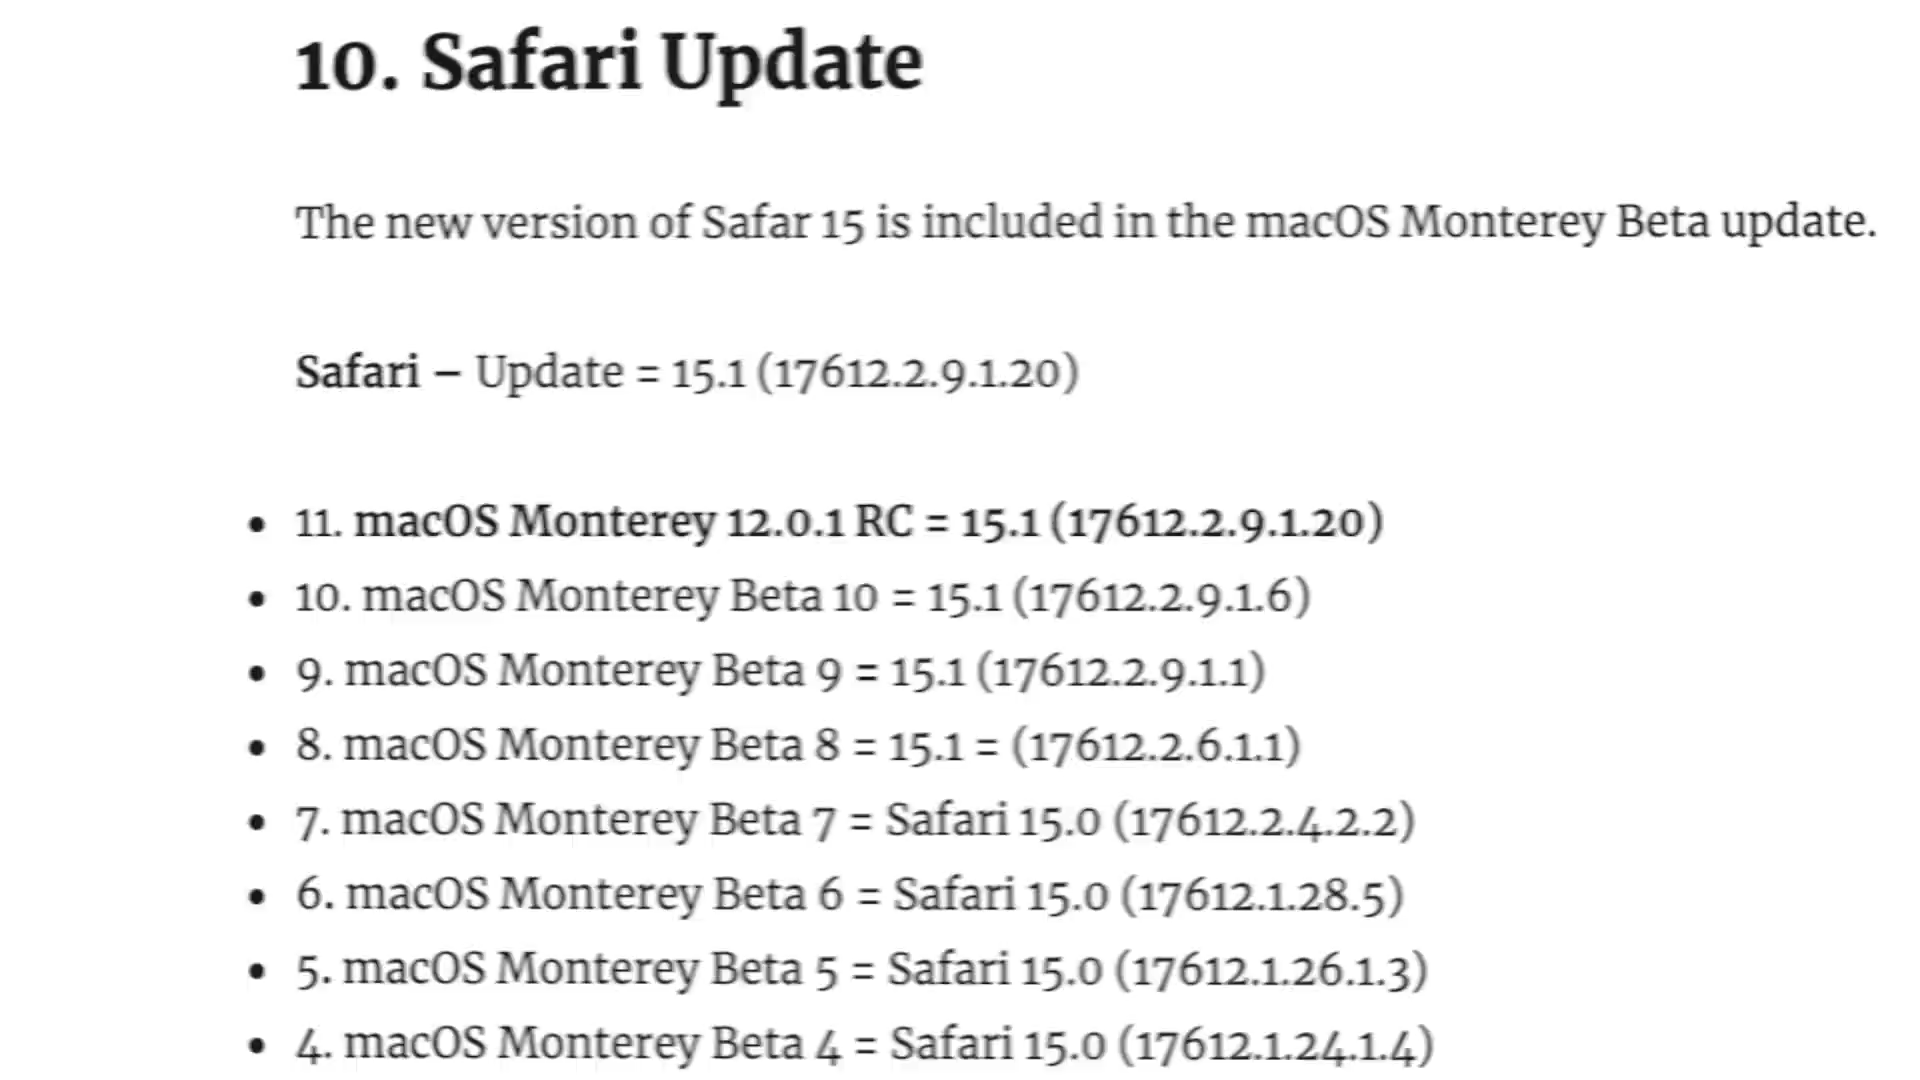 10. Safari Update
The new version of Safar 15 is included in the macOS Monterey Beta update.
Safari – Update = 15.1 (17612.2.9.1.20)
• 11. macOS Monterey 12.0.1 RC = 15.1 (17612.2.9.1.20)
• 10. macOS Monterey Beta 10 = 15.1 (17612.2.9.1.6)
• 9. macOS Monterey Beta 9 = 15.1 (17612.2.9.1.1)
• 8. macOS Monterey Beta 8 = 15.1 = (17612.2.6.1.1)
• 7. macOS Monterey Beta 7 = Safari 15.0 (17612.2.4.2.2)
• 6. macOS Monterey Beta 6 = Safari 15.0 (17612.1.28.5)
• 5. macOS Monterey Beta 5 = Safari 15.0 (17612.1.26.1.3)
• 4. macOS Monterey Beta 4 = Safari 15.0 (17612.1.24.1.4)